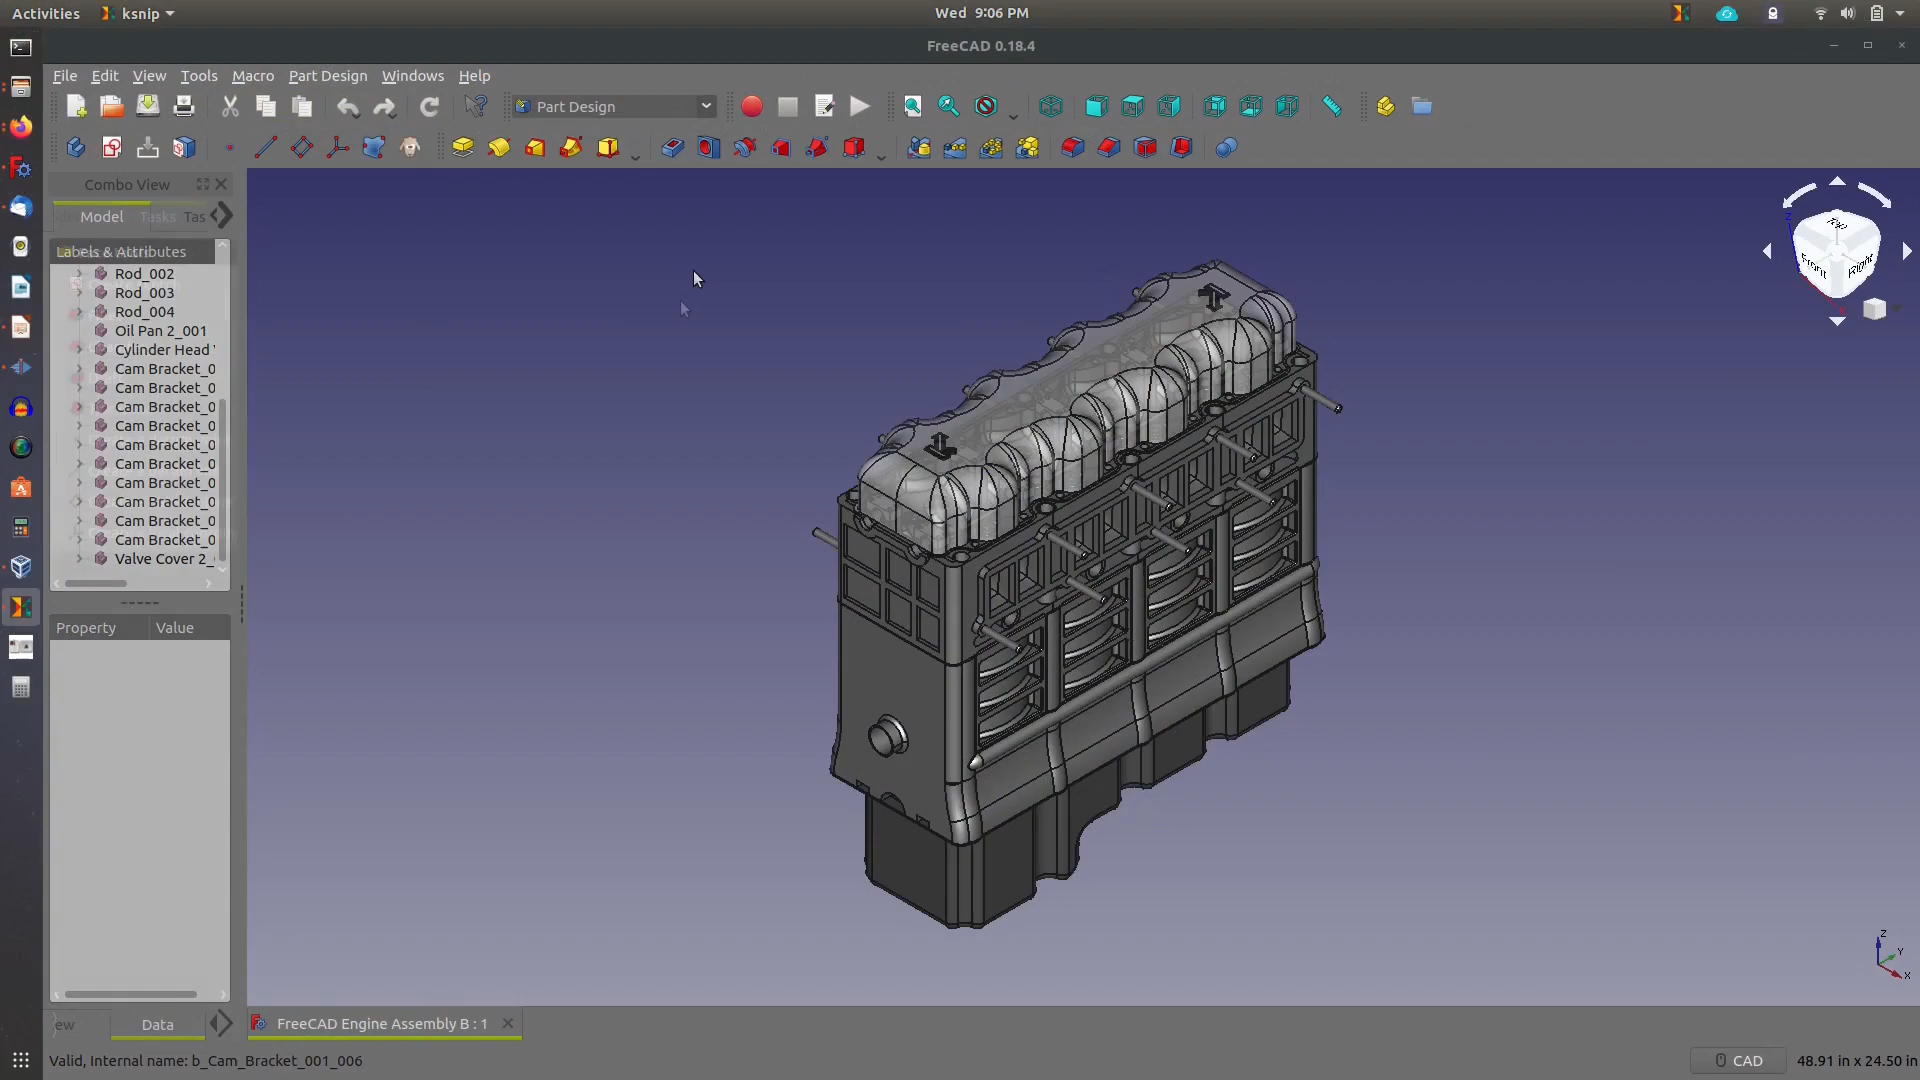 Activities
ksnip
Wed 9:06 PM
FreeCAD 0.18.4
File Edit View Tools Macro Part Design Windows Help
Part Design
Combo View
Model Tasks Tas
Labels & Attributes
Rod_002
Rod_003
Rod_004
Oil Pan 2_001
Cylinder Head
Cam Bracket_0
Cam Bracket_0
Cam Bracket_0
Cam Bracket_0
Cam Bracket_0
Cam Bracket_0
Cam Bracket_0
Cam Bracket_0
Cam Bracket_0
Cam Bracket_0
Valve Cover 2_
Property Value
Top
Front Right
Z
X
Z
Y
X
ew Data
FreeCAD Engine Assembly B : 1
Valid, Internal name: b_Cam_Bracket_001_006
CAD
48.91 in x 24.50 in